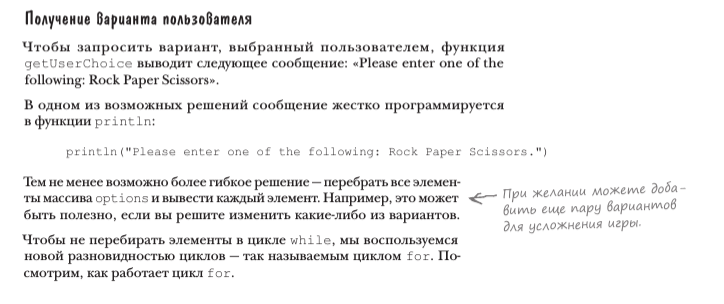 Получение варианта пользователя
Чтобы запросить вариант, выбранный пользователем, функция
getUserChoice выводит следующее сообщение: «Please enter one of the
following: Rock Paper Scissors».
В одном из возможных решений сообщение жестко программируется
в функции println:
println("Please enter one of the following: Rock Paper Scissors.")
Тем не менее возможно более гибкое решение — перебрать все элемен-
ты массива options и вывести каждый элемент. Например, это может
быть полезно, если вы решите изменить какие-либо из вариантов.
При желании можете доба-
вить еще пару вариантов
для усложнения игры.
Чтобы не перебирать элементы в цикле while, мы воспользуемся
новой разновидностью циклов — так называемым циклом for. По-
смотрим, как работает цикл for.